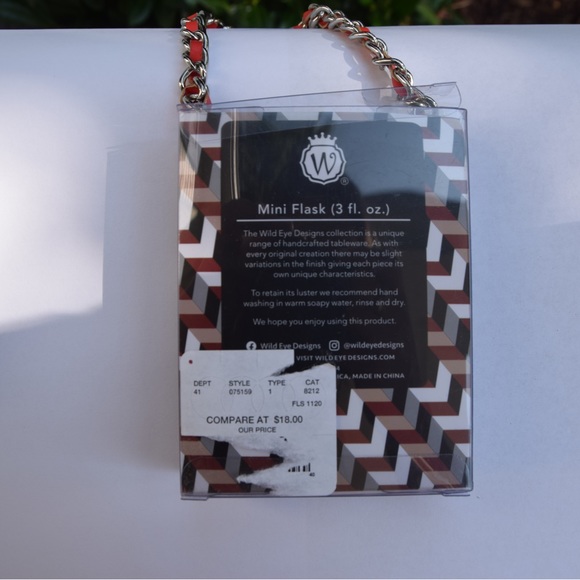 W
®
Mini Flask (3 fl. oz.)
The Wild Eye Designs collection is a unique
range of handcrafted tableware. As with
every original creation there may be slight
variations in the finish giving each piece its
own unique characteristics.
To retain its luster we recommend hand
washing in warm soapy water, rinse and dry.
We hope you enjoy using this product.
Wild Eye Designs @wildeyedesigns
VISIT WILDEYEDESIGNS.COM
ICA, MADE IN CHINA
DEPT STYLE TYPE CAT
41 075159 1 8212
FLS 1120
COMPARE AT $18.00
OUR PRICE